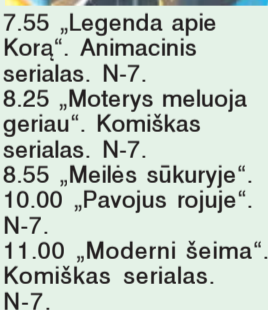 7.55 „Legenda apie
Korą“. Animacinis
serialas. N-7.
8.25 „Moterys meluoja
geriau“. Komiškas
serialas. N-7.
8.55 „Meilės sūkuryje“.
10.00 „Pavojus rojuje“.
N-7.
11.00 „Moderni šeima“.
Komiškas serialas.
N-7.